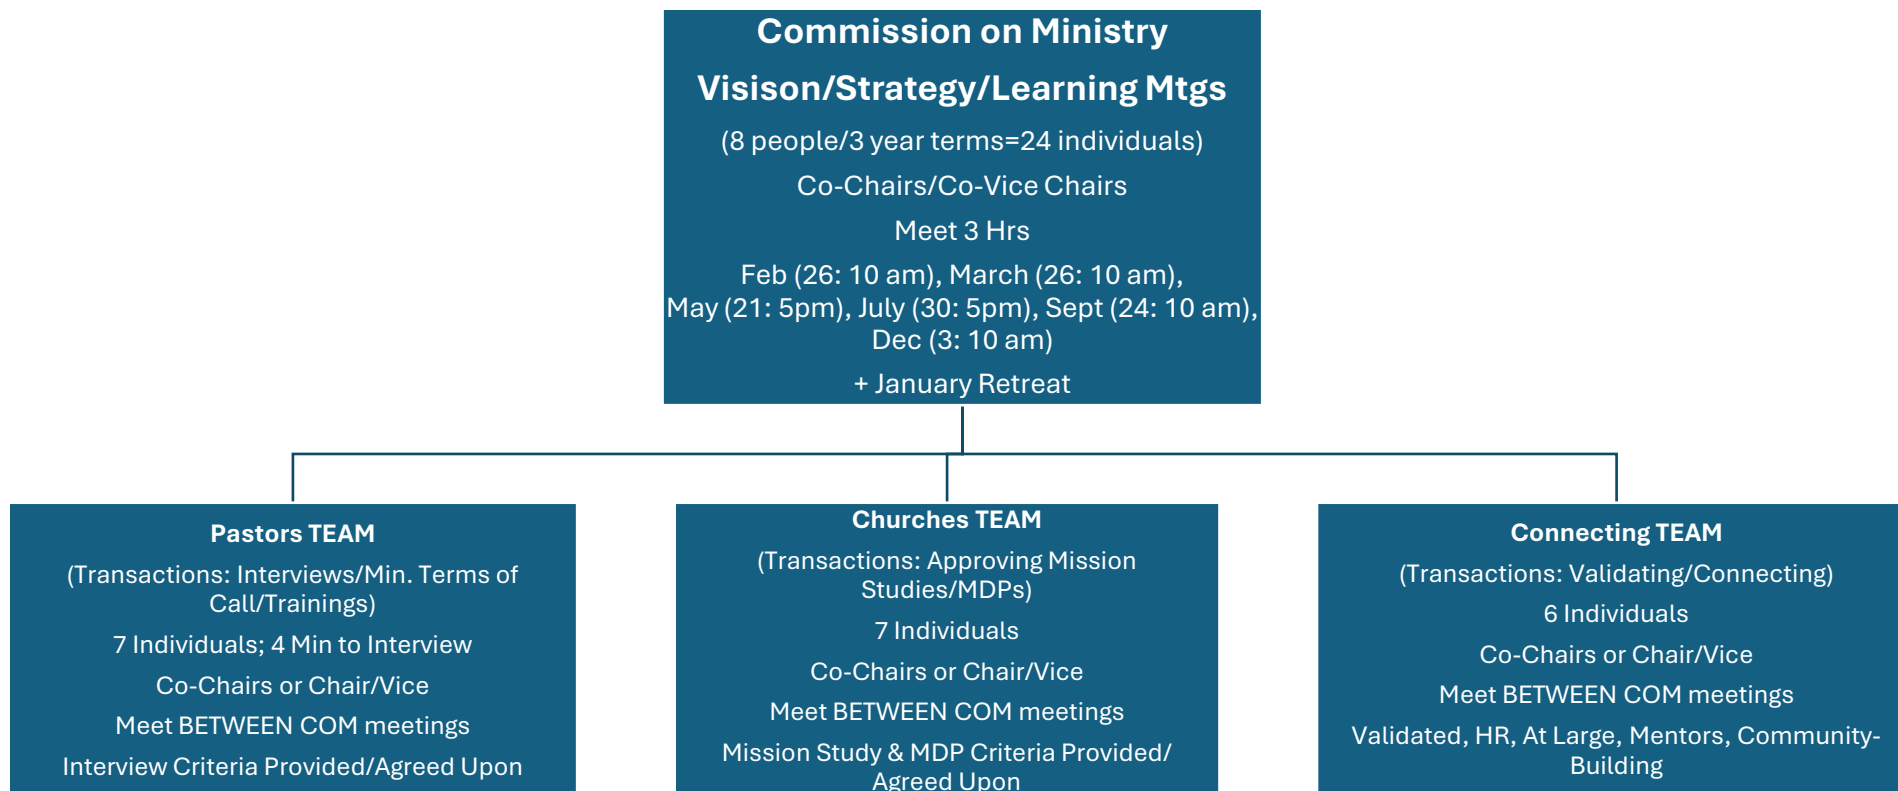 Commission on Ministry
Visison/Strategy/Learning Mtgs
(8 people/3 year terms=24 individuals)
Co-Chairs/Co-Vice Chairs
Meet 3 Hrs
Feb (26: 10 am), March (26: 10 am),
May (21: 5pm), July (30: 5pm), Sept (24: 10 am),
Dec (3: 10 am)
+ January Retreat
Pastors TEAM
(Transactions: Interviews/Min. Terms of
Call/Trainings)
7 Individuals; 4 Min to Interview
Co-Chairs or Chair/Vice
Meet BETWEEN COM meetings
Interview Criteria Provided/Agreed Upon
Churches TEAM
(Transactions: Approving Mission
Studies/MDPs)
7 Individuals
Co-Chairs or Chair/Vice
Meet BETWEEN COM meetings
Mission Study & MDP Criteria Provided/
Agreed Upon
Connecting TEAM
(Transactions: Validating/Connecting)
6 Individuals
Co-Chairs or Chair/Vice
Meet BETWEEN COM meetings
Validated, HR, At Large, Mentors, Community-
Building